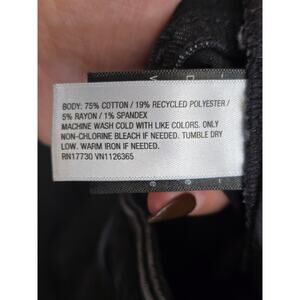 BODY: 75% COTTON / 19% RECYCLED POLYESTER /
5% RAYON / 1% SPANDEX
MACHINE WASH COLD WITH LIKE COLORS. ONLY
NON-CHLORINE BLEACH IF NEEDED. TUMBLE DRY
LOW. WARM IRON IF NEEDED.
RN17730 VN1126365